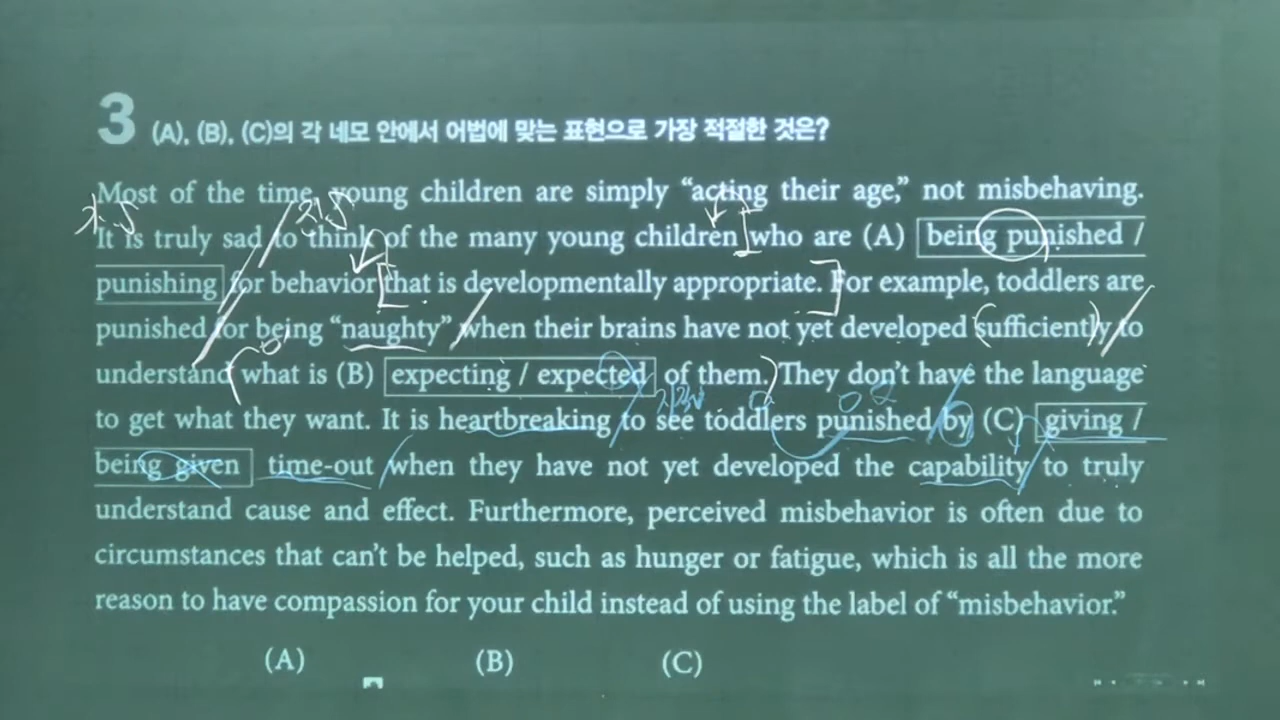 3 (A), (B), (C)의 각 네모 안에서 어법에 맞는 표현으로 가장 적절한 것은?
Most of the time, young children are simply “acting their age,” not misbehaving.
It is truly sad to think of the many young children who are (A) being punished /
punishing for behavior that is developmentally appropriate. For example, toddlers are
punished for being “naughty” when their brains have not yet developed sufficiently to
understand what is (B) expecting / expected of them. They don’t have the language
to get what they want. It is heartbreaking to see toddlers punished by (C) giving /
being given time-out when they have not yet developed the capability to truly
understand cause and effect. Furthermore, perceived misbehavior is often due to
circumstances that can’t be helped, such as hunger or fatigue, which is all the more
reason to have compassion for your child instead of using the label of “misbehavior.”
(A) (B) (C)